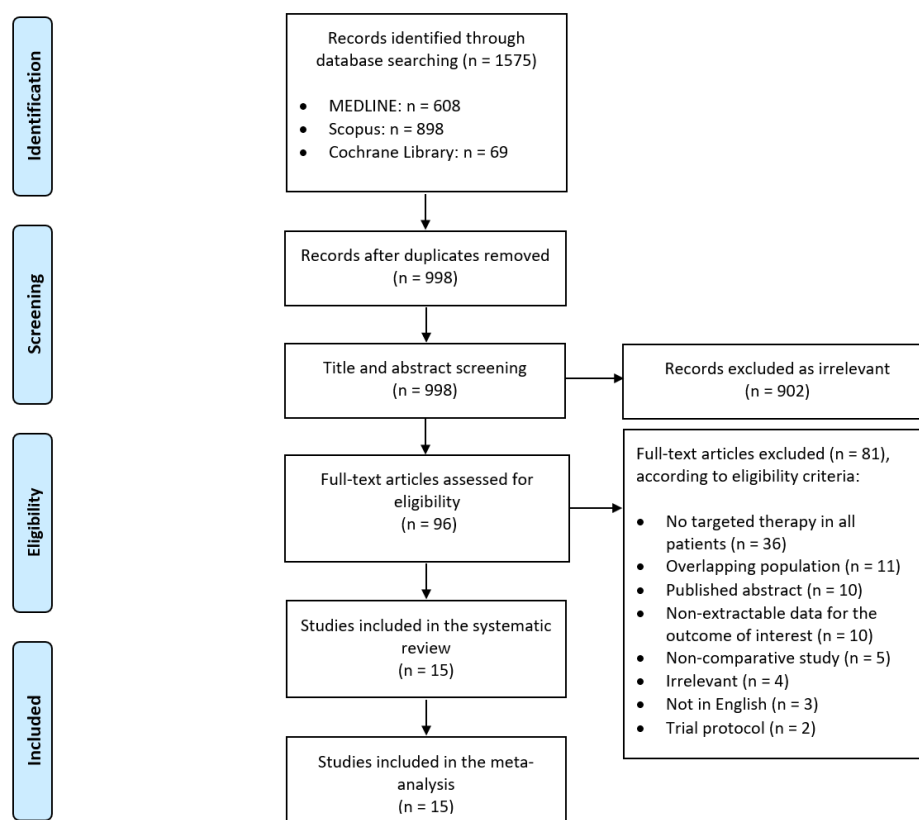 Identification
Records identified through
database searching (n = 1575)
• MEDLINE: n = 608
• Scopus: n = 898
• Cochrane Library: n = 69
Screening
Records after duplicates removed
(n = 998)
Title and abstract screening
(n = 998)
Records excluded as irrelevant
(n = 902)
Eligibility
Full-text articles assessed for
eligibility
(n = 96)
Full-text articles excluded (n = 81),
according to eligibility criteria:
• No targeted therapy in all
patients (n = 36)
• Overlapping population (n = 11)
• Published abstract (n = 10)
• Non-extractable data for the
outcome of interest (n = 10)
• Non-comparative study (n = 5)
• Irrelevant (n = 4)
• Not in English (n = 3)
• Trial protocol (n = 2)
Studies included in the systematic
review
(n = 15)
Included
Studies included in the meta-
analysis
(n = 15)